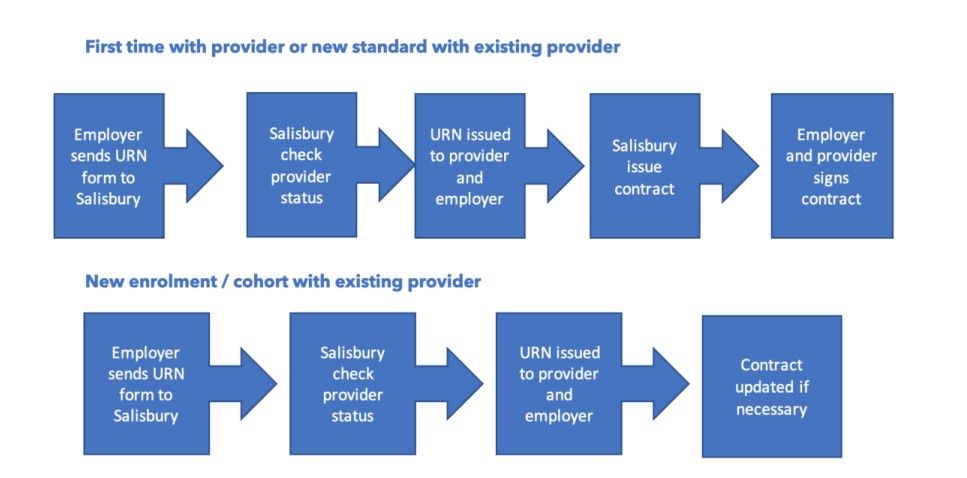 First time with provider or new standard with existing provider
Employer
sends URN
form to
Salisbury
Salisbury
check
provider
status
URN issued
to provider
and
employer
Salisbury
issue
contract
Employer
and provider
signs
contract
New enrolment / cohort with existing provider
Employer
sends URN
form to
Salisbury
Salisbury
check
provider
status
URN issued
to provider
and
employer
Contract
updated if
necessary